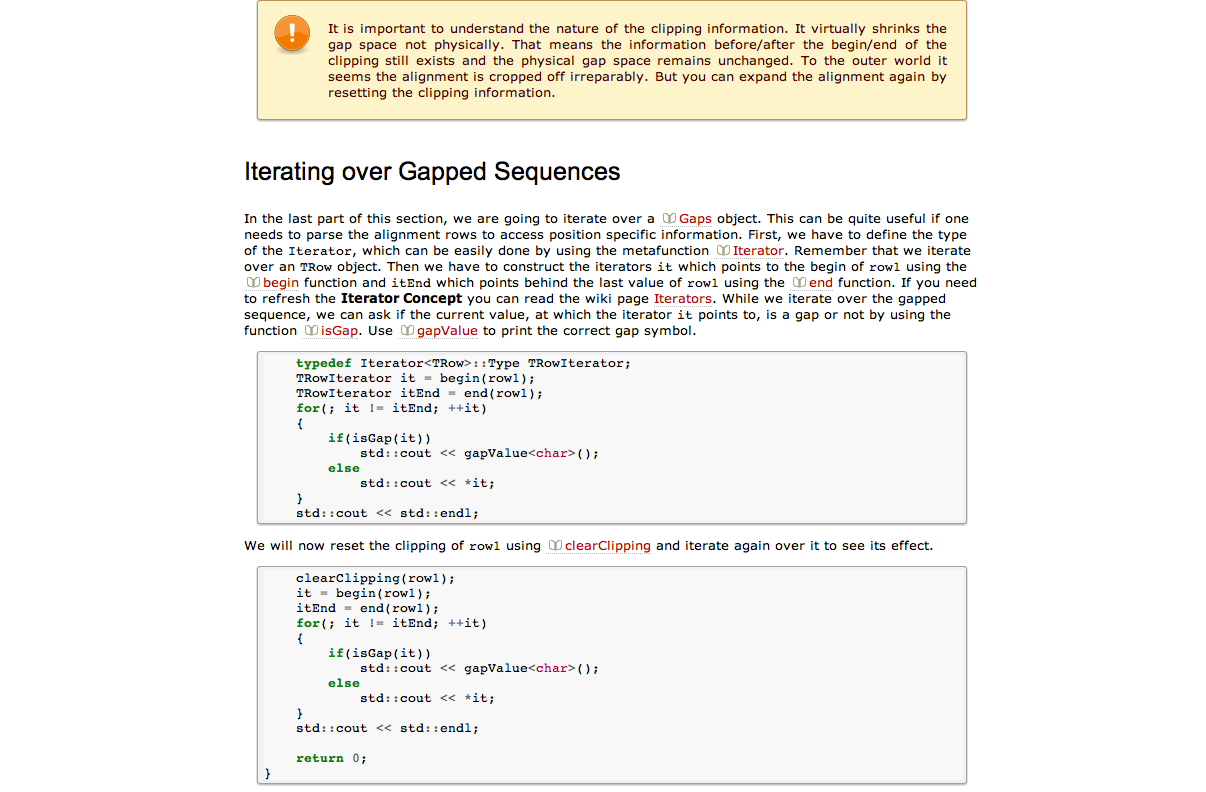 It is important to understand the nature of the clipping information. It virtually shrinks the
gap space not physically. That means the information before/after the begin/end of the
clipping still exists and the physical gap space remains unchanged. To the outer world it
seems the alignment is cropped off irreparably. But you can expand the alignment again by
resetting the clipping information.
Iterating over Gapped Sequences
In the last part of this section, we are going to iterate over a Gaps object. This can be quite useful if one
needs to parse the alignment rows to access position specific information. First, we have to define the type
of the Iterator, which can be easily done by using the metafunction Iterator. Remember that we iterate
over an TRow object. Then we have to construct the iterators it which points to the begin of row1 using the
begin function and itEnd which points behind the last value of row1 using the end function. If you need
to refresh the Iterator Concept you can read the wiki page Iterators. While we iterate over the gapped
sequence, we can ask if the current value, at which the iterator it points to, is a gap or not by using the
function isGap. Use gapValue to print the correct gap symbol.
typedef Iterator<TRow>::Type TRowIterator;
TRowIterator it = begin(row1);
TRowIterator itEnd = end(row1);
for(; it != itEnd; ++it)
{
if(isGap(it))
std::cout << gapValue<char>();
else
std::cout << *it;
}
std::cout << std::endl;
We will now reset the clipping of row1 using clearClipping and iterate again over it to see its effect.
clearClipping(row1);
it = begin(row1);
itEnd = end(row1);
for(; it != itEnd; ++it)
{
if(isGap(it))
std::cout << gapValue<char>();
else
std::cout << *it;
}
std::cout << std::endl;
return 0;
}